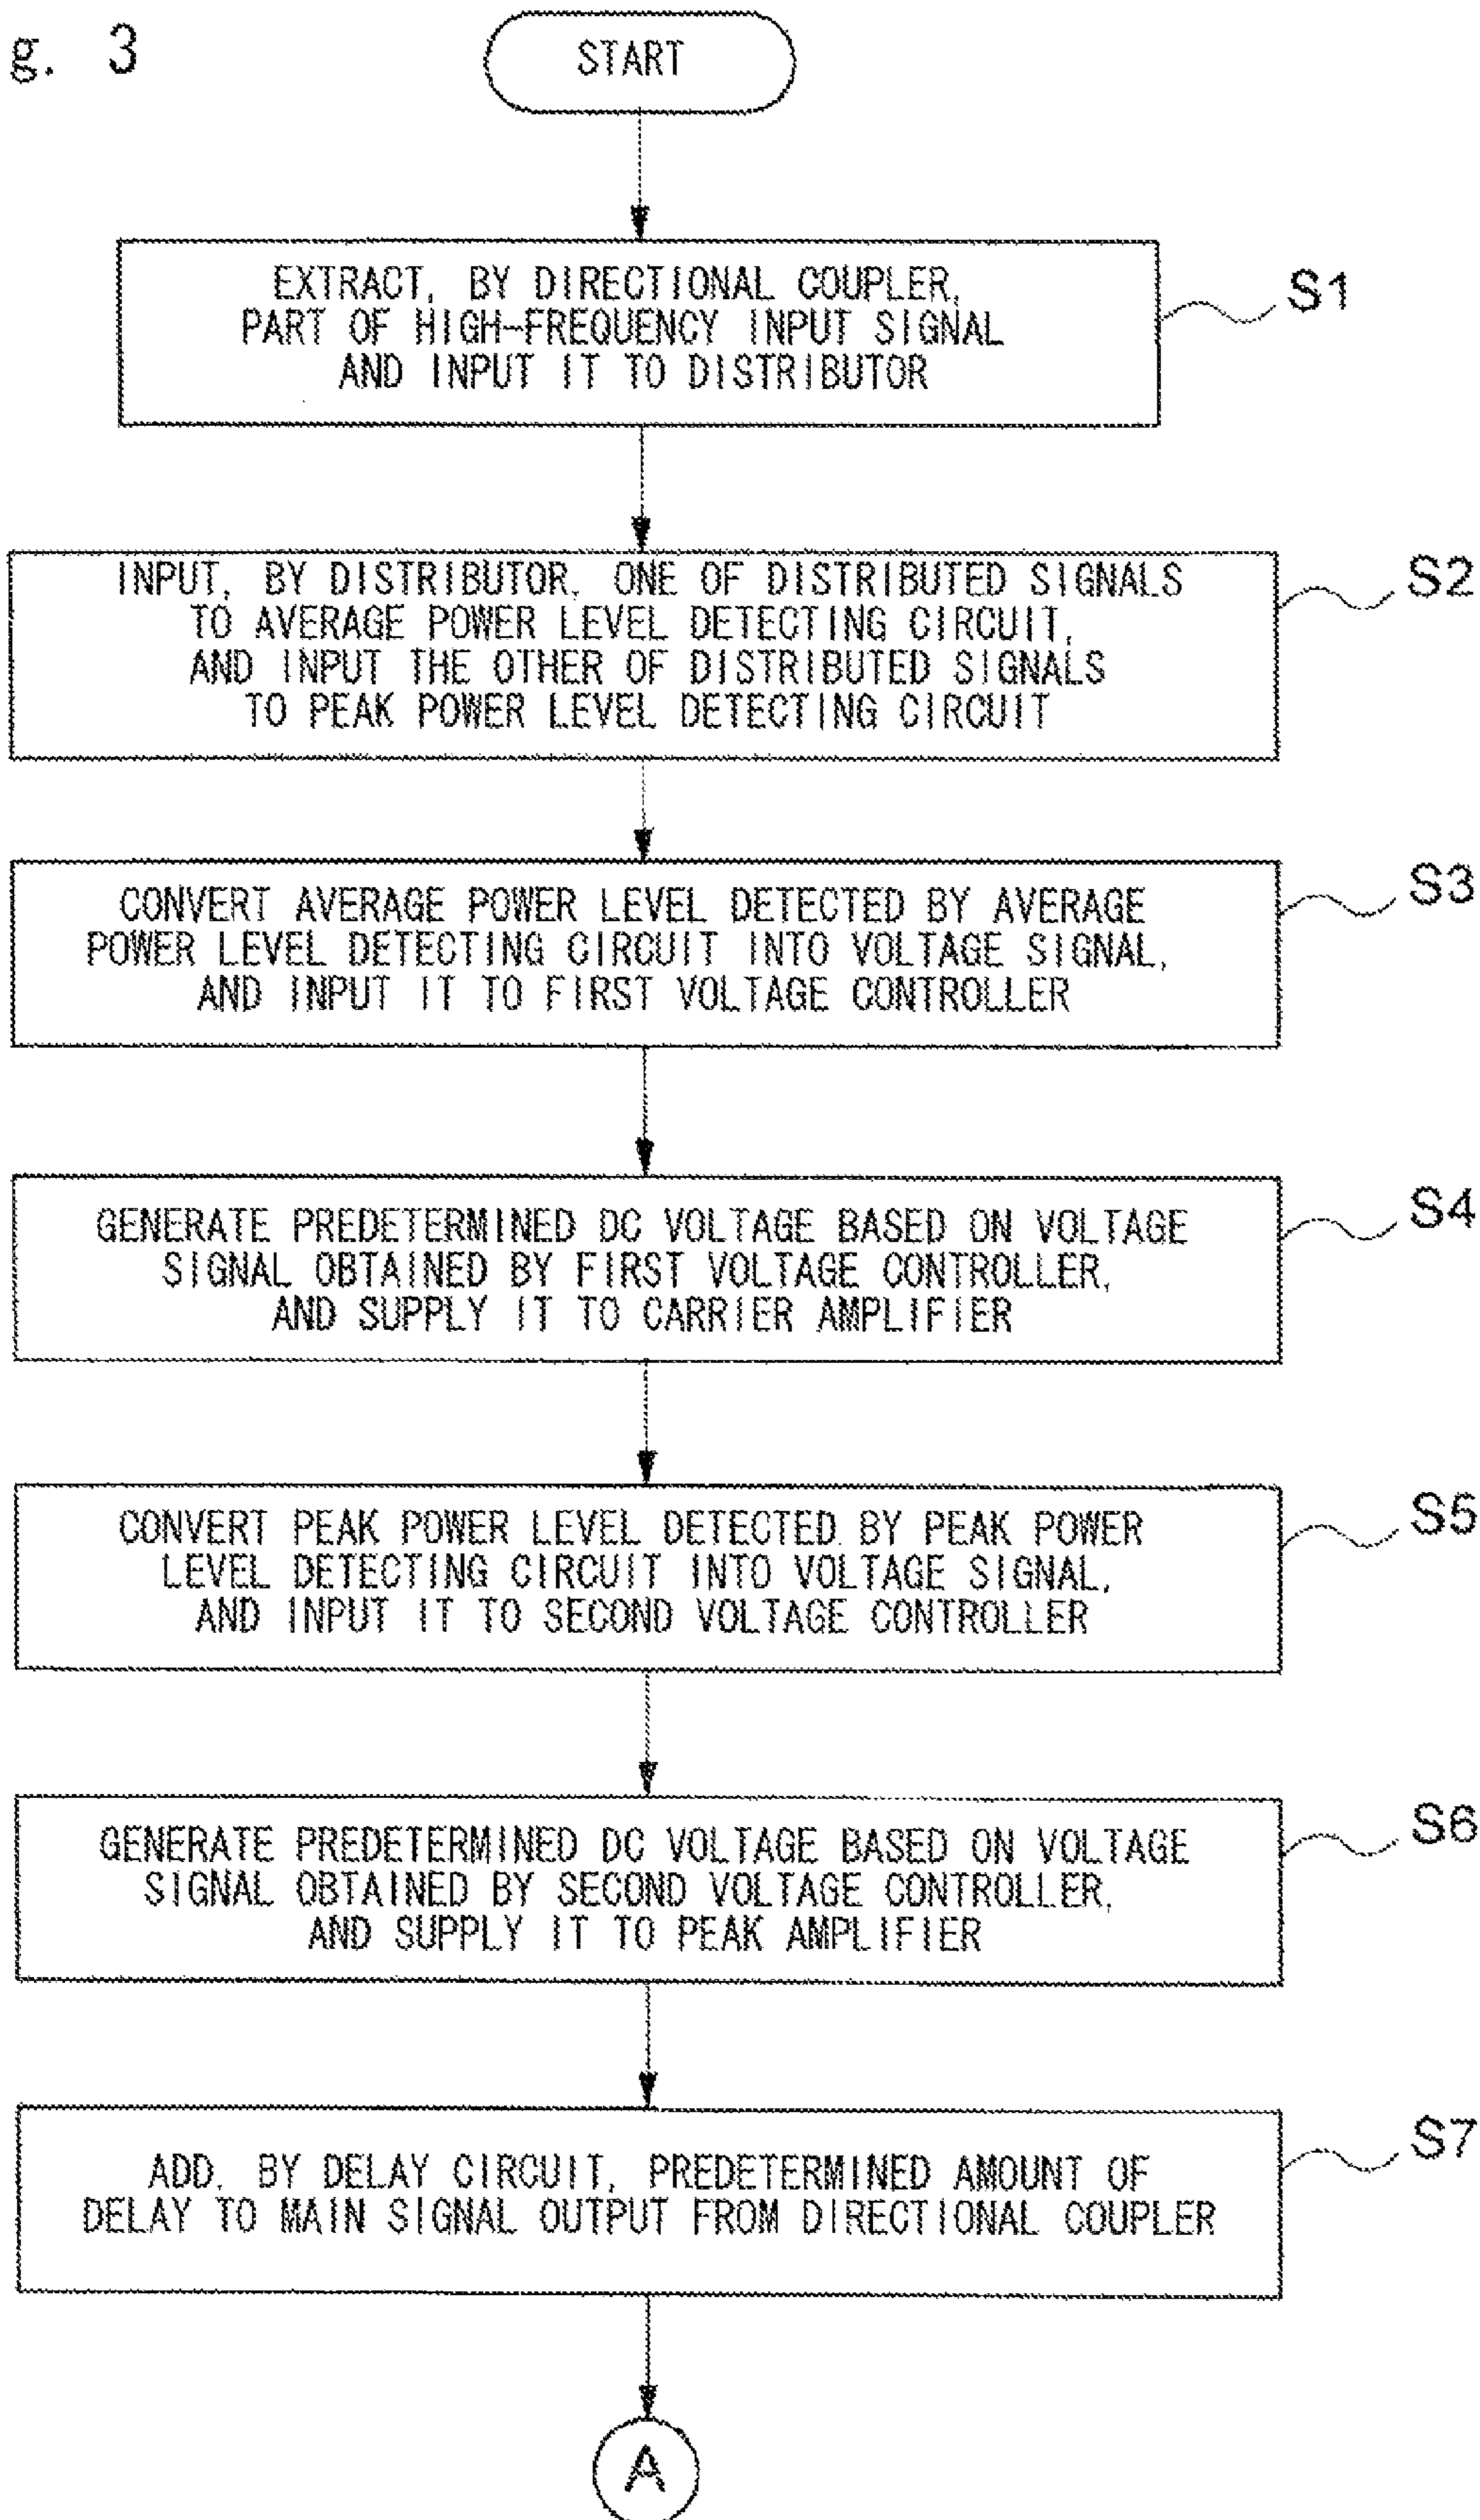 g. 3
START
EXTRACT, BY DIRECTIONAL COUPLER,
PART OF HIGH-FREQUENCY INPUT SIGNAL
AND INPUT IT TO DISTRIBUTOR
S1
INPUT, BY DISTRIBUTOR, ONE OF DISTRIBUTED SIGNALS
TO AVERAGE POWER LEVEL DETECTING CIRCUIT,
AND INPUT THE OTHER OF DISTRIBUTED SIGNALS
TO PEAK POWER LEVEL DETECTING CIRCUIT
S2
CONVERT AVERAGE POWER LEVEL DETECTED BY AVERAGE
POWER LEVEL DETECTING CIRCUIT INTO VOLTAGE SIGNAL,
AND INPUT IT TO FIRST VOLTAGE CONTROLLER
S3
GENERATE PREDETERMINED DC VOLTAGE BASED ON VOLTAGE
SIGNAL OBTAINED BY FIRST VOLTAGE CONTROLLER,
AND SUPPLY IT TO CARRIER AMPLIFIER
S4
CONVERT PEAK POWER LEVEL DETECTED BY PEAK POWER
LEVEL DETECTING CIRCUIT INTO VOLTAGE SIGNAL,
AND INPUT IT TO SECOND VOLTAGE CONTROLLER
S5
GENERATE PREDETERMINED DC VOLTAGE BASED ON VOLTAGE
SIGNAL OBTAINED BY SECOND VOLTAGE CONTROLLER,
AND SUPPLY IT TO PEAK AMPLIFIER
S6
ADD, BY DELAY CIRCUIT, PREDETERMINED AMOUNT OF
DELAY TO MAIN SIGNAL OUTPUT FROM DIRECTIONAL COUPLER
S7
A